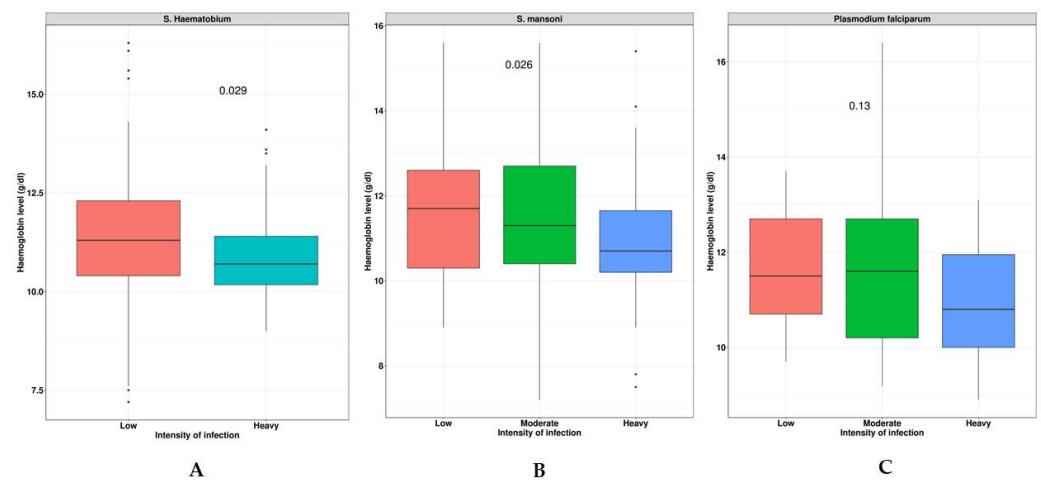 S. Haematobium
Haemoglobin level (g/dl)
15.0
12.5
10.0
7.5
0.029
Low
Heavy
Intensity of infection
A
S. mansoni
Haemoglobin level (g/dl)
16
14
12
10
8
0.026
Low
Moderate
Heavy
Intensity of infection
B
Plasmodium falciparum
Haemoglobin level (g/dl)
16
14
12
10
0.13
Low
Moderate
Heavy
Intensity of infection
C